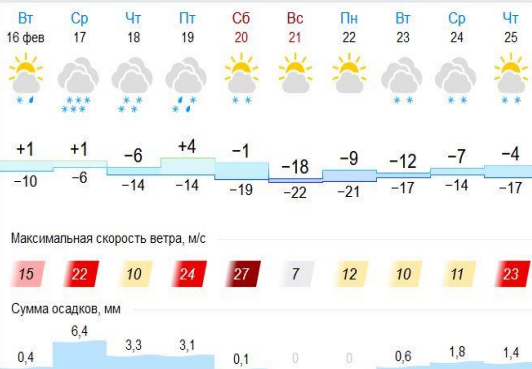 Вт Ср Чт Пт Сб Вс Пн Вт Ср Чт
16 фев 17 18 19 20 21 22 23 24 25
+1 +1 −6 +4 −1 −18 −9 −12 −7 −4
−10 −6 −14 −14 −19 −22 −21 −17 −14 −17
Максимальная скорость ветра, м/с
15 22 10 24 27 7 12 10 11 23
Сумма осадков, мм
0,4 6,4 3,3 3,1 0,1 0 0 0,6 1,8 1,4